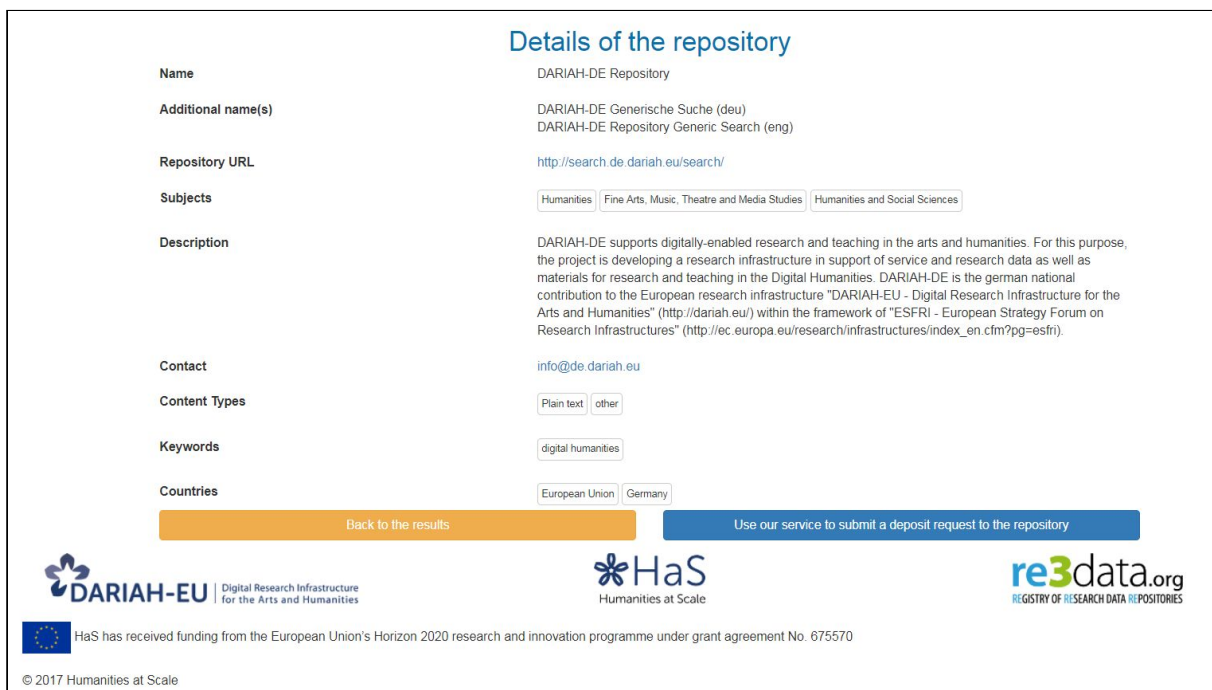 Details of the repository
Name DARIAH-DE Repository
Additional name(s) DARIAH-DE Generische Suche (deu)
DARIAH-DE Repository Generic Search (eng)
Repository URL http://search.de.dariah.eu/search/
Subjects Humanities Fine Arts, Music, Theatre and Media Studies Humanities and Social Sciences
Description DARIAH-DE supports digitally-enabled research and teaching in the arts and humanities. For this purpose,
the project is developing a research infrastructure in support of service and research data as well as
materials for research and teaching in the Digital Humanities. DARIAH-DE is the german national
contribution to the European research infrastructure "DARIAH-EU - Digital Research Infrastructure for the
Arts and Humanities" (http://dariah.eu/) within the framework of "ESFRI - European Strategy Forum on
Research Infrastructures" (http://ec.europa.eu/research/infrastructures/index_en.cfm?pg=esfri).
Contact info@de.dariah.eu
Content Types Plain text other
Keywords digital humanities
Countries European Union Germany
Back to the results Use our service to submit a deposit request to the repository
DARIAH-EU Digital Research Infrastructure
for the Arts and Humanities
HaS
Humanities at Scale
re3data.org
REGISTRY OF RESEARCH DATA REPOSITORIES
HaS has received funding from the European Union's Horizon 2020 research and innovation programme under grant agreement No. 675570
© 2017 Humanities at Scale